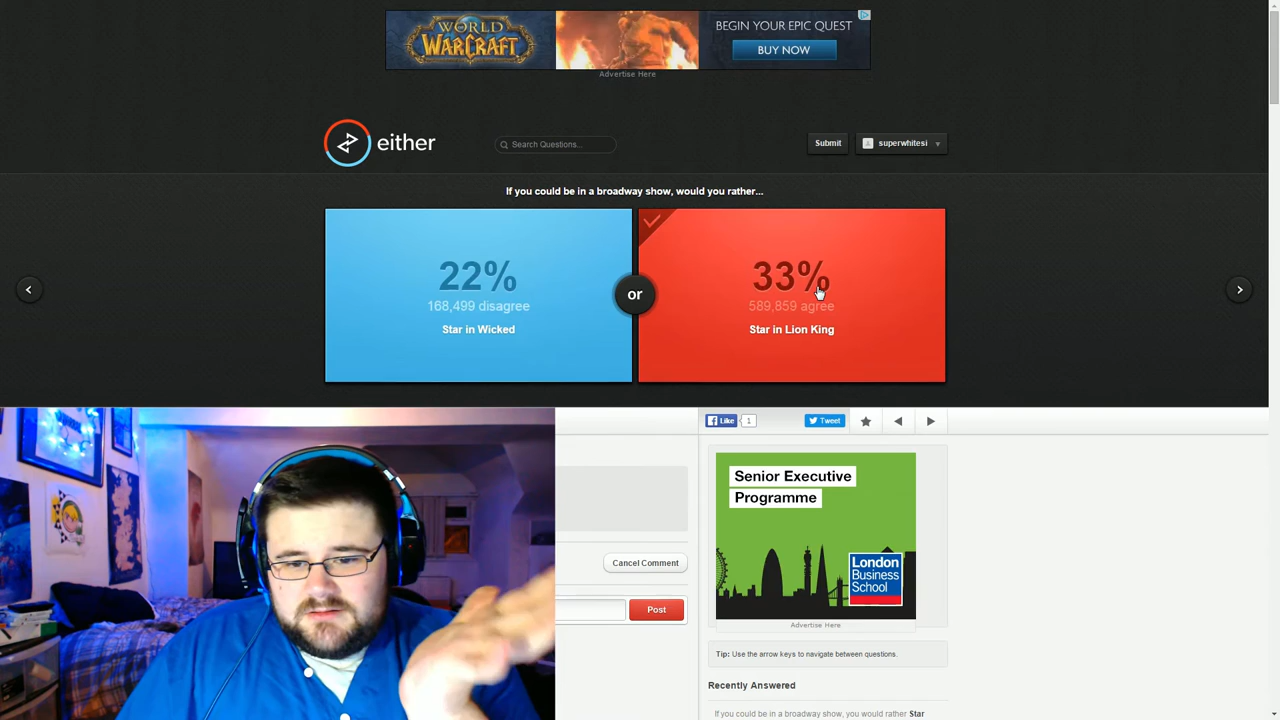 WORLD
WARCRAFT
BEGIN YOUR EPIC QUEST
BUY NOW
Advertise Here
either
Search Questions...
Submit
superwhitesi
If you could be in a broadway show, would you rather...
22%
168,499 disagree
Star in Wicked
or
33%
589,859 agree
Star in Lion King
Like
1
Tweet
Senior Executive
Programme
London
Business
School
Advertise Here
Cancel Comment
Post
Tip: Use the arrow keys to navigate between questions.
Recently Answered
If you could be in a broadway show, you would rather Star